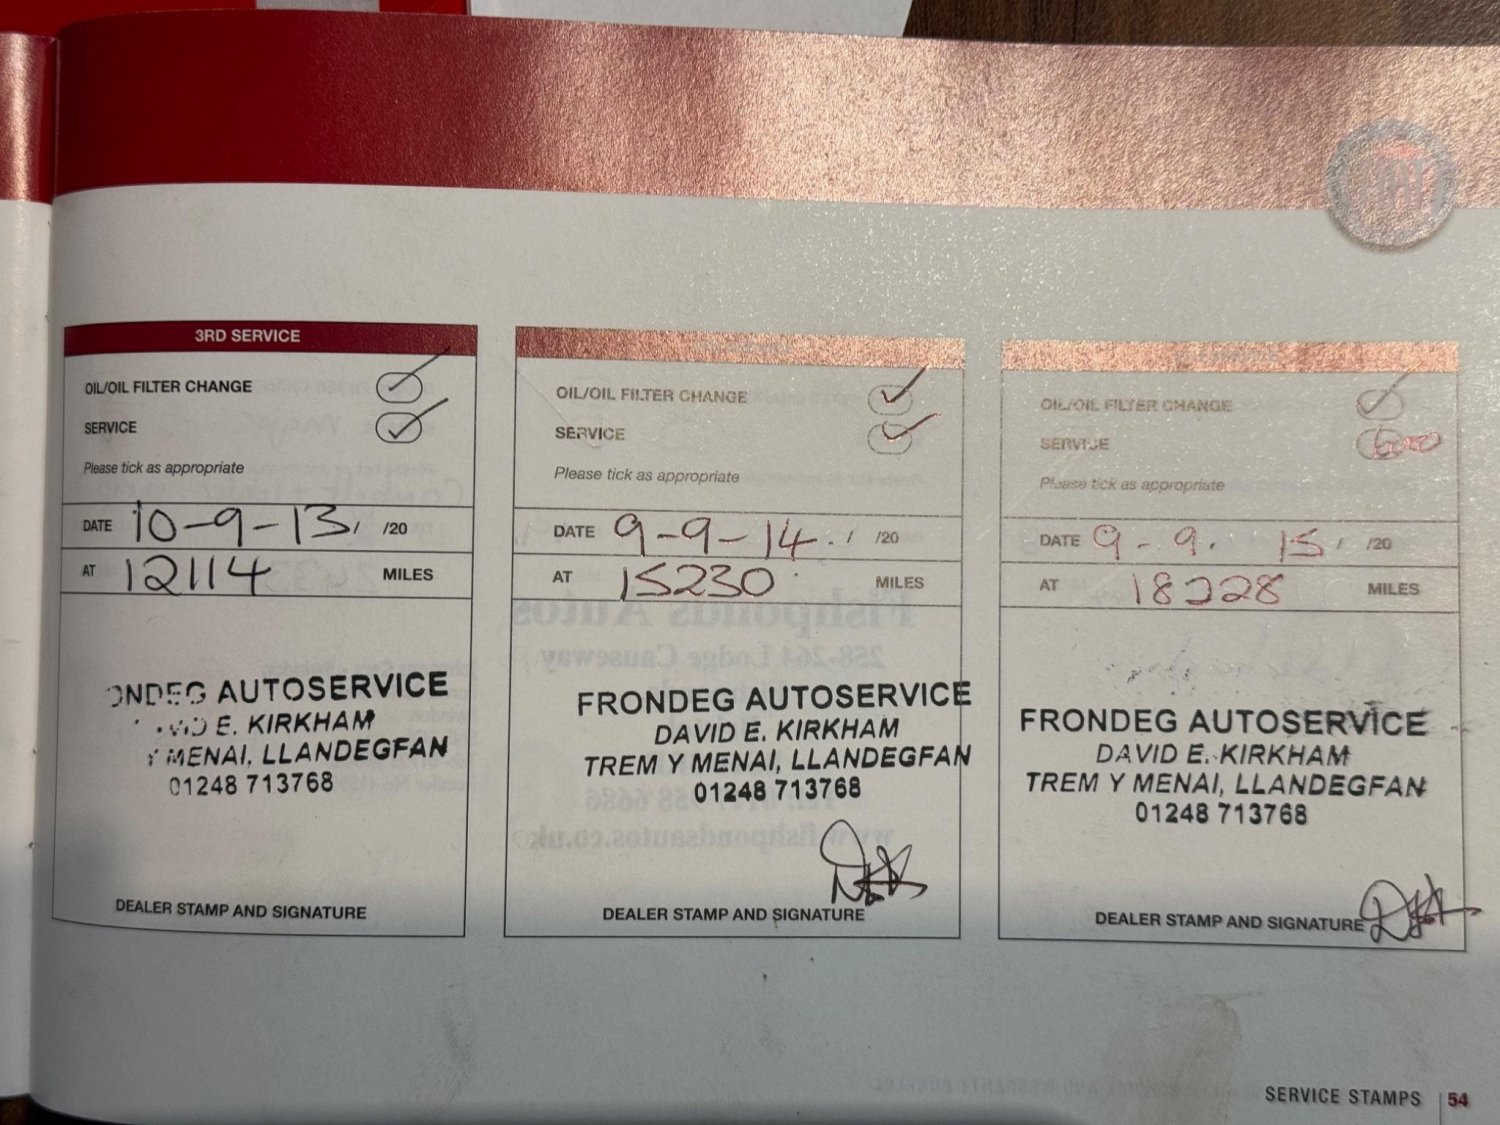 3RD SERVICE
OIL/OIL FILTER CHANGE
SERVICE
Please tick as appropriate
DATE 10-9-13/ /20
AT 12114 MILES
ONDEG AUTOSERVICE
E. KIRKHAM
Y MENAI, LLANDEGFAN
01248 713768
DEALER STAMP AND SIGNATURE
OIL/OIL FILTER CHANGE
SERVICE
Please tick as appropriate
DATE 9-9-14. / /20
AT 15230 MILES
FRONDEG AUTOSERVICE
DAVID E. KIRKHAM
TREM Y MENAI, LLANDEGFAN
01248 713768
DEALER STAMP AND SIGNATURE
OIL/OIL FILTER CHANGE
SERVICE
Please tick as appropriate
DATE 9-9. 15 / /20
AT 18228 MILES
FRONDEG AUTOSERVICE
DAVID E. KIRKHAM
TREM Y MENAI, LLANDEGFAN
01248 713768
DEALER STAMP AND SIGNATURE
SERVICE STAMPS 54